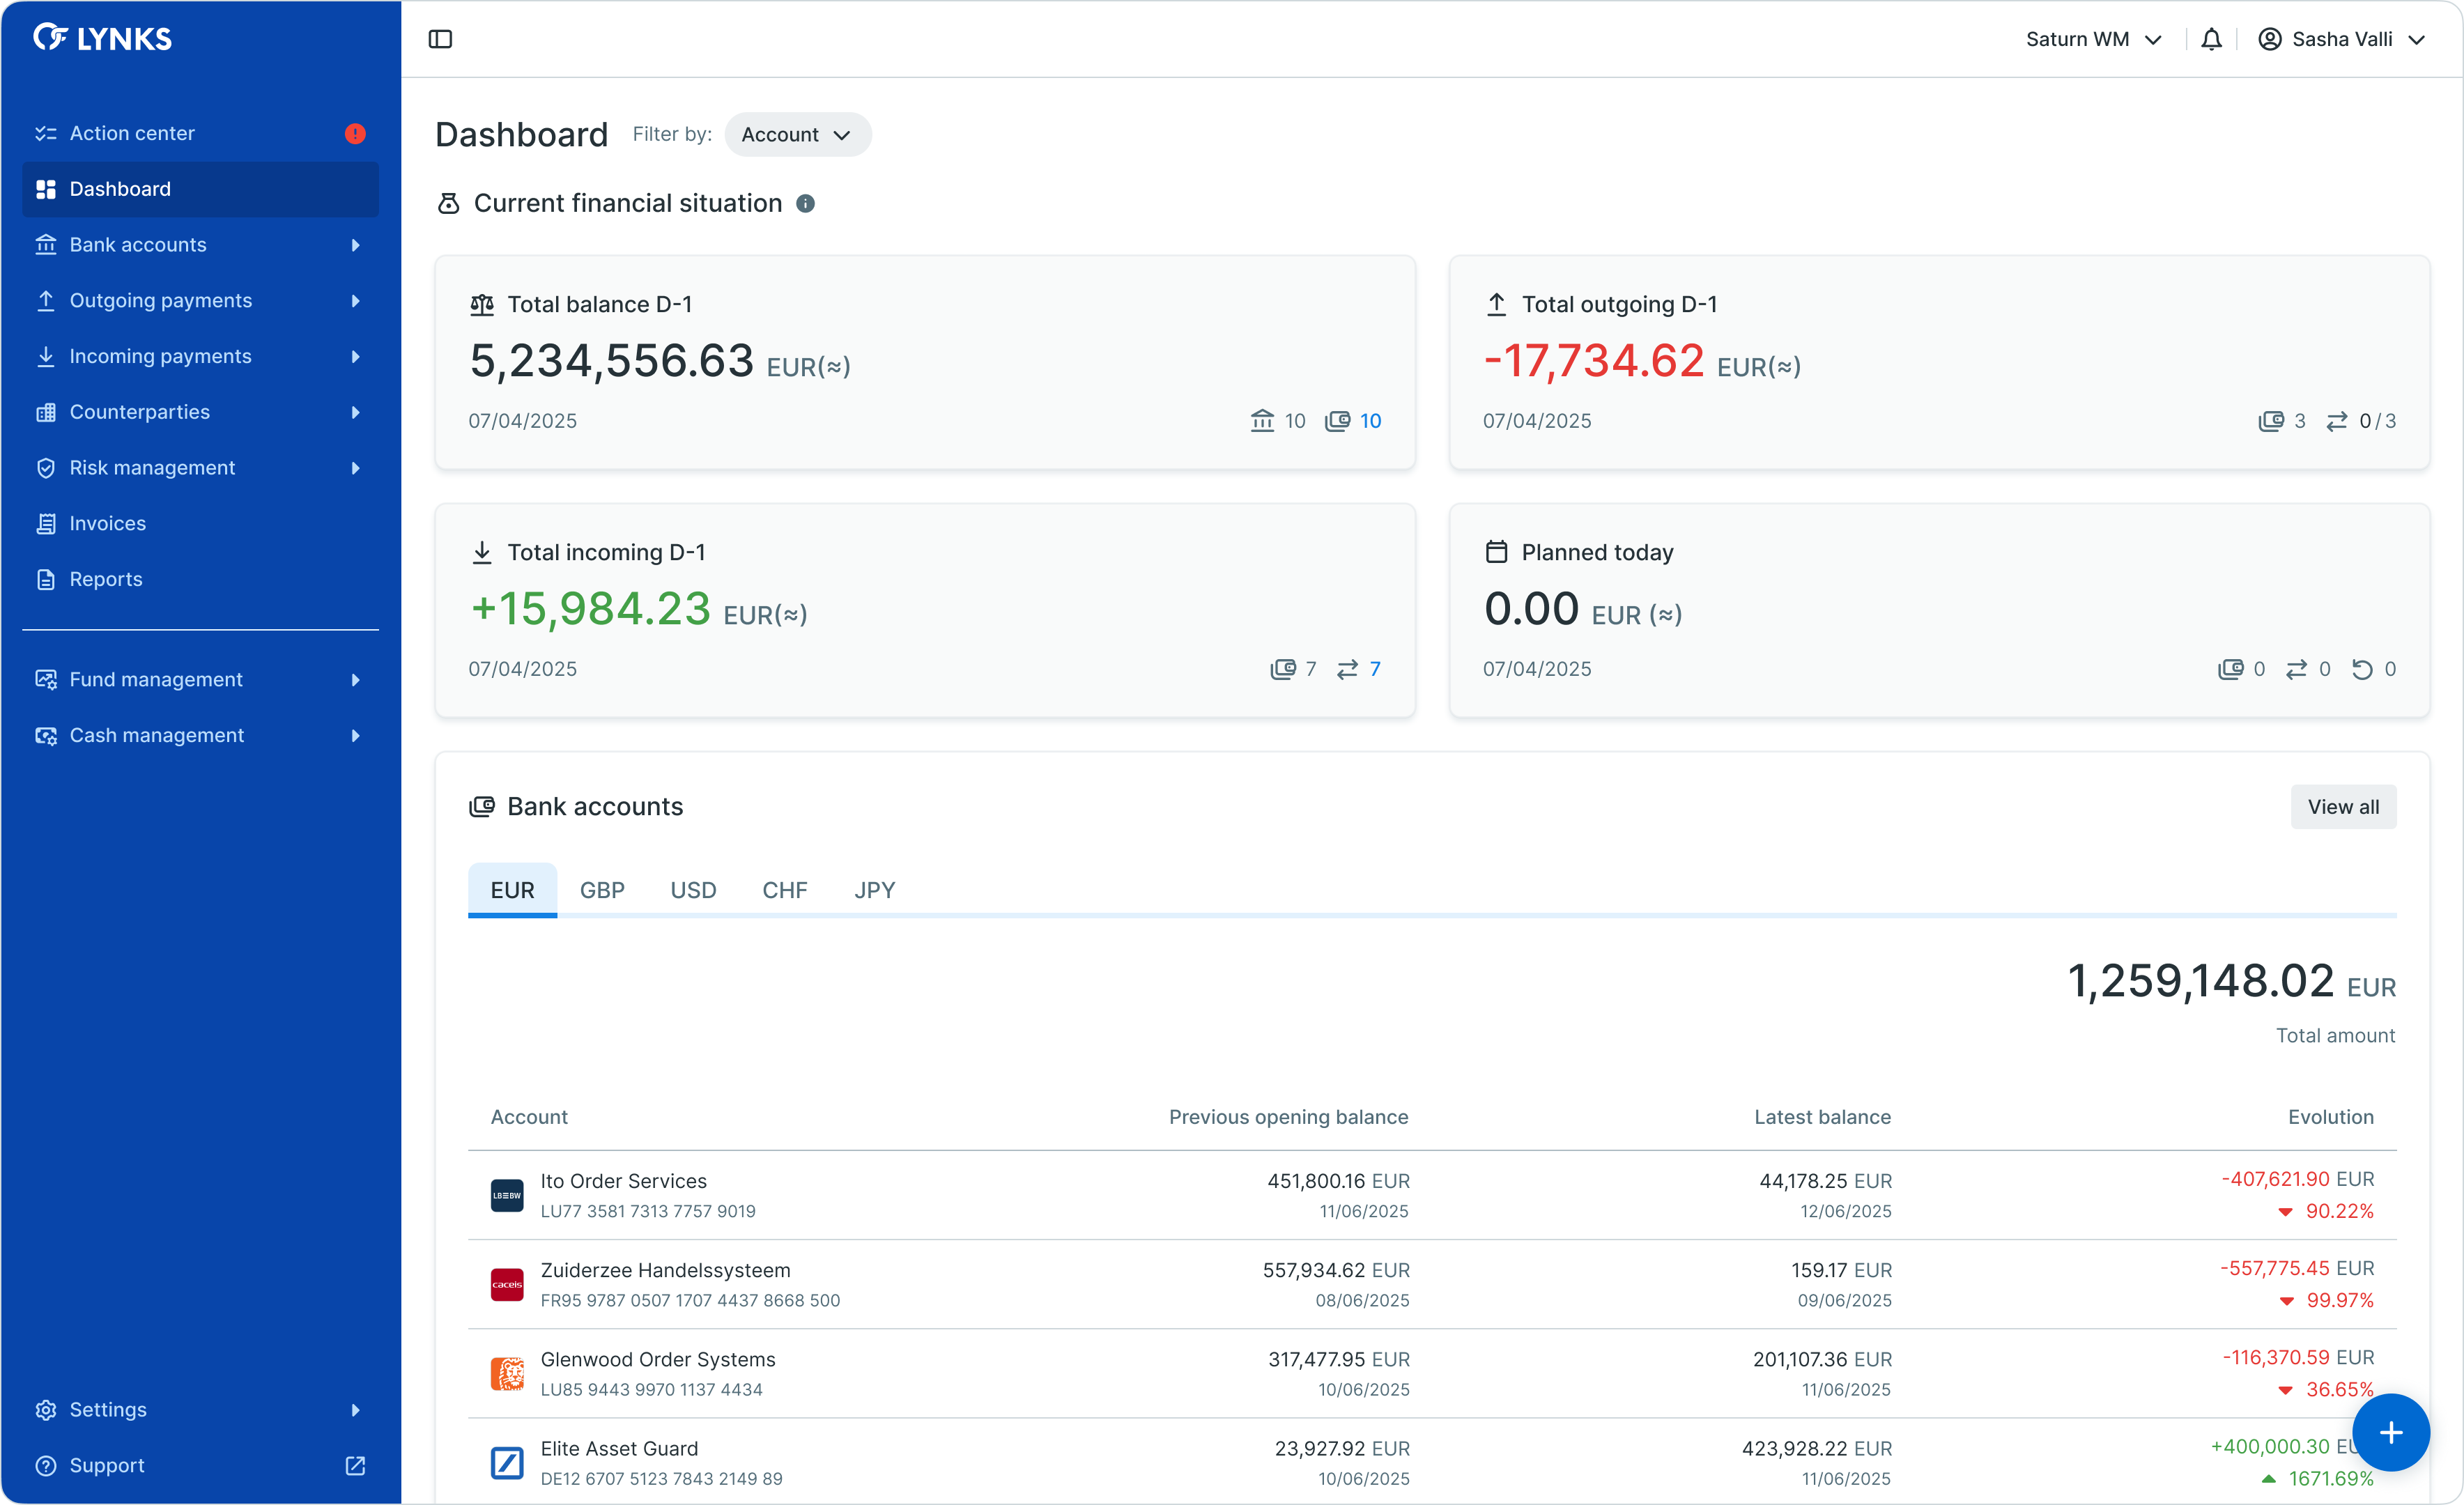 LYNKS
Saturn WM
Sasha Valli
Action center
Dashboard
Bank accounts
Outgoing payments
Incoming payments
Counterparties
Risk management
Invoices
Reports
Fund management
Cash management
Settings
Support
Dashboard Filter by: Account
Current financial situation
Total balance D-1
5,234,556.63 EUR(≈)
07/04/2025 10 10
Total outgoing D-1
-17,734.62 EUR(≈)
07/04/2025 3 0/3
Total incoming D-1
+15,984.23 EUR(≈)
07/04/2025 7 7
Planned today
0.00 EUR (≈)
07/04/2025 0 0 0
Bank accounts View all
EUR GBP USD CHF JPY
1,259,148.02 EUR
Total amount
Account Previous opening balance Latest balance Evolution
LB≡BW
Ito Order Services 451,800.16 EUR 44,178.25 EUR -407,621.90 EUR
LU77 3581 7313 7757 9019 11/06/2025 12/06/2025 90.22%
caceis
Zuiderzee Handelssysteem 557,934.62 EUR 159.17 EUR -557,775.45 EUR
FR95 9787 0507 1707 4437 8668 500 08/06/2025 09/06/2025 99.97%
Glenwood Order Systems 317,477.95 EUR 201,107.36 EUR -116,370.59 EUR
LU85 9443 9970 1137 4434 10/06/2025 11/06/2025 36.65%
Elite Asset Guard 23,927.92 EUR 423,928.22 EUR +400,000.30
DE12 6707 5123 7843 2149 89 10/06/2025 11/06/2025 1671.69%